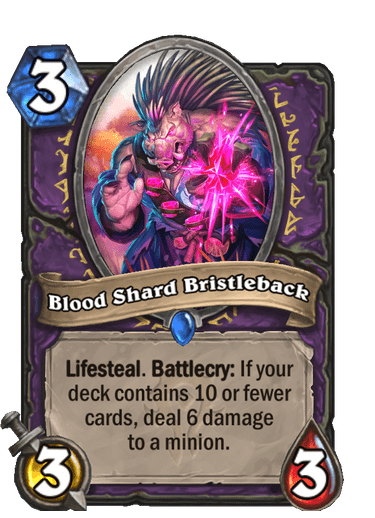 3
Blood Shard Bristleback
Lifesteal. Battlecry: If your
deck contains 10 or fewer
cards, deal 6 damage
to a minion.
3
3